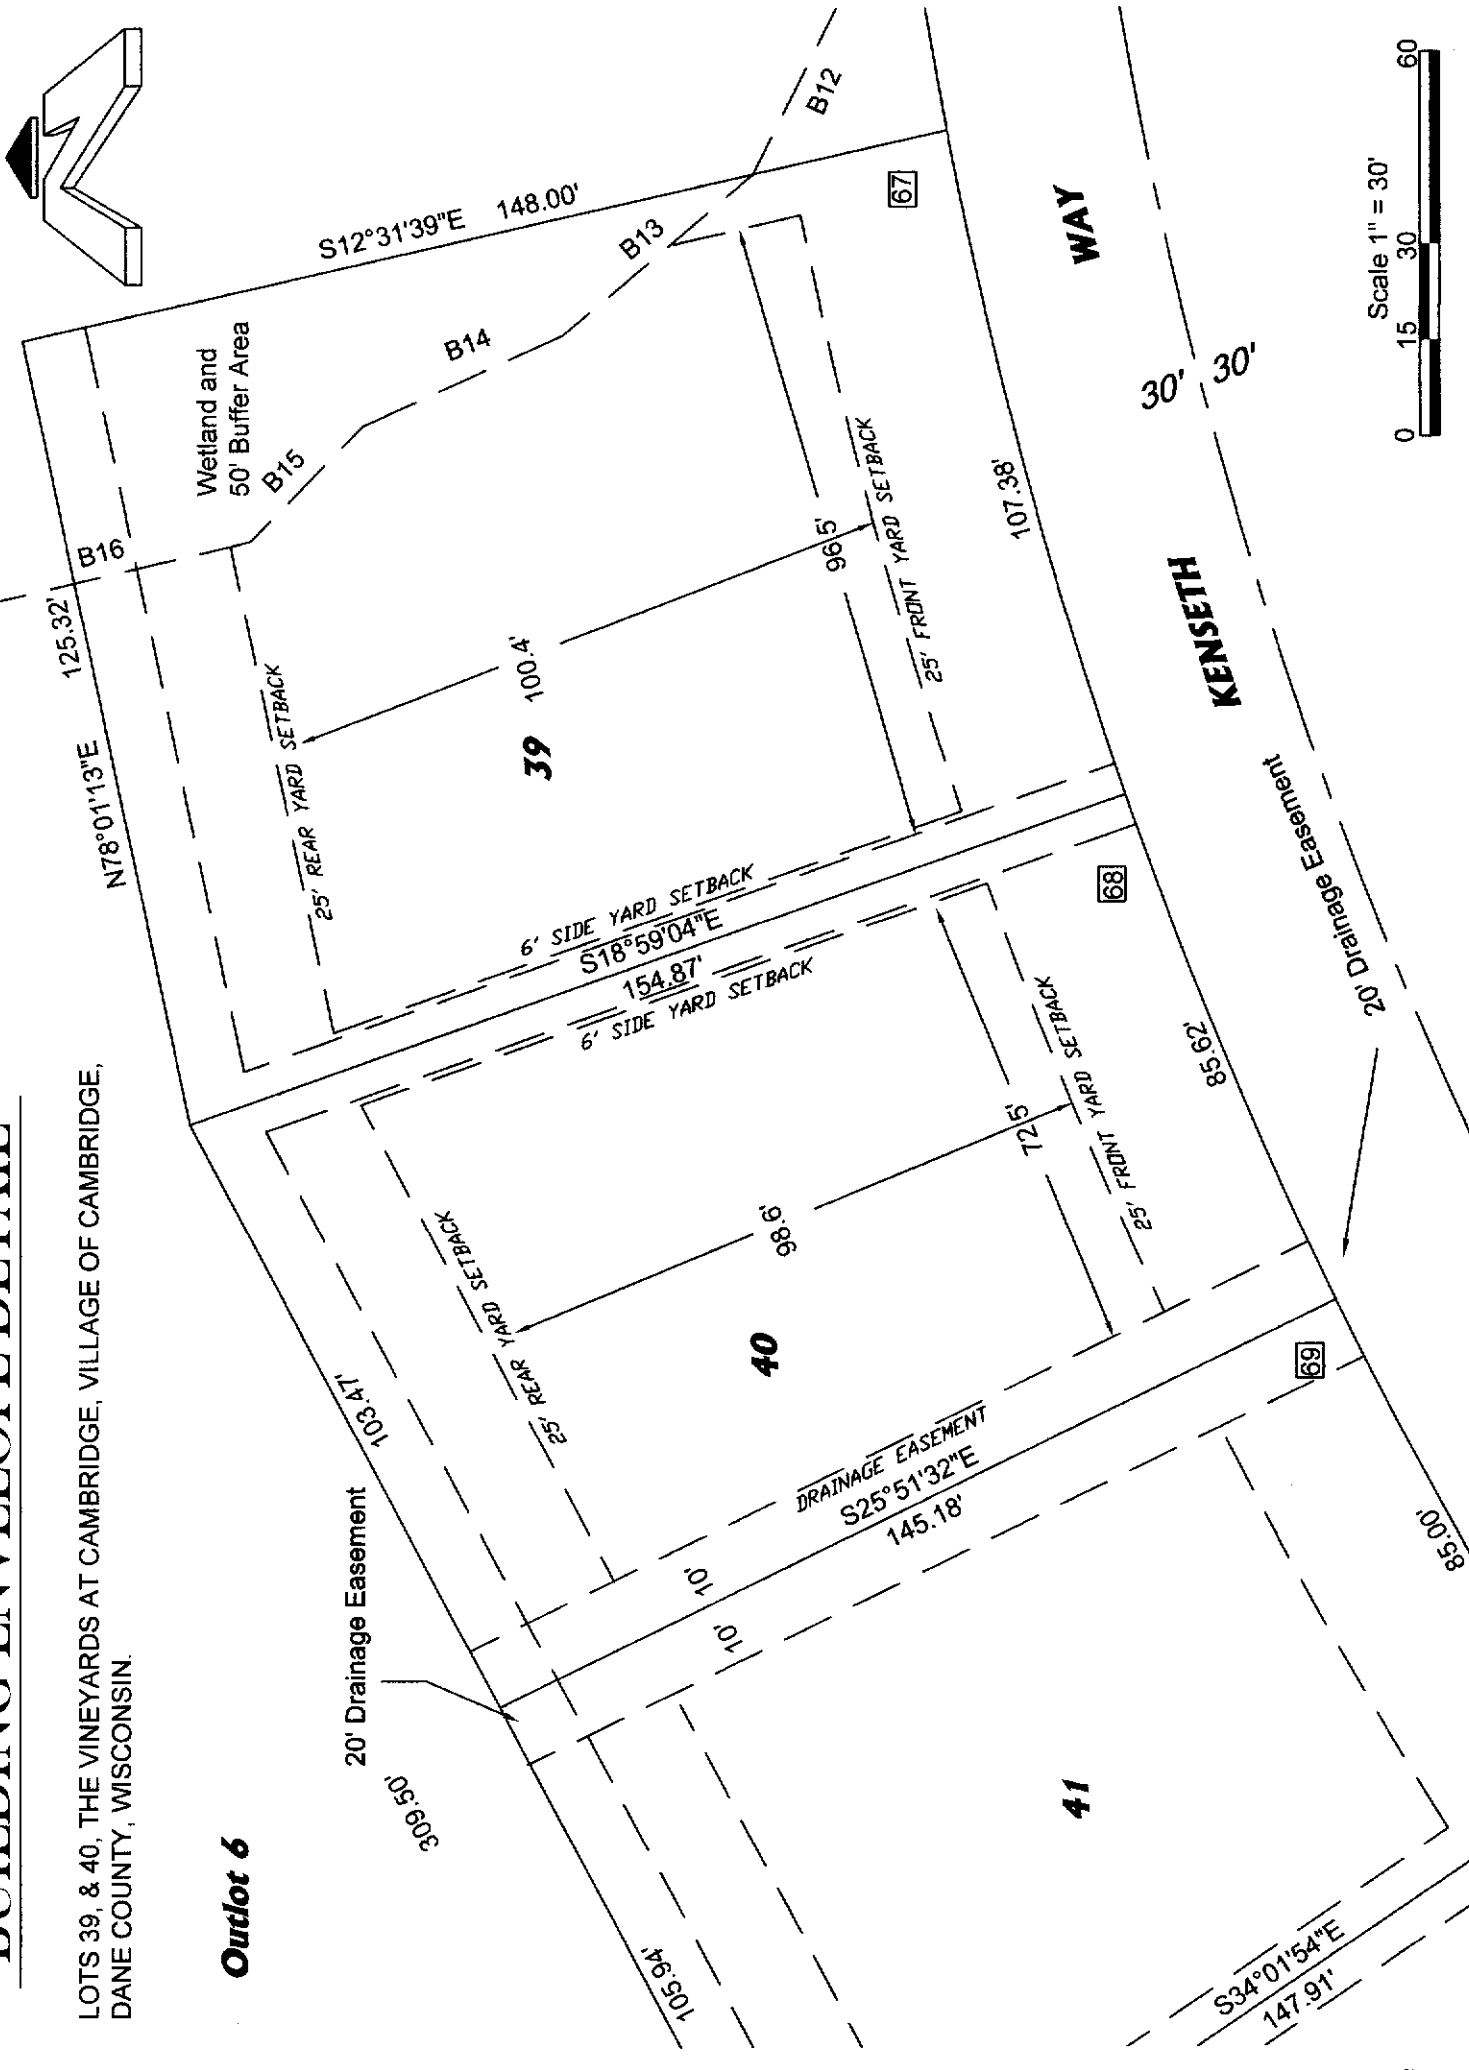 BUILDING ENVELOPE DETAIL
LOTS 39, & 40, THE VINEYARDS AT CAMBRIDGE, VILLAGE OF CAMBRIDGE,
DANE COUNTY, WISCONSIN.
Outlot 6
N78°01'13"E
125.32'
B16
Wetland and
50' Buffer Area
B15
B14
B13
B12
S12°31'39"E 148.00'
25' REAR YARD SETBACK
39
100.4'
96.5'
25' FRONT YARD SETBACK
67
107.38'
6' SIDE YARD SETBACK
S18°59'04"E
154.87'
6' SIDE YARD SETBACK
103.47'
25' REAR YARD SETBACK
40
98.6'
72.5'
25' FRONT YARD SETBACK
68
85.62'
20' Drainage Easement
309.50'
10'
10'
DRAINAGE EASEMENT
S25°51'32"E
145.18'
69
20' Drainage Easement
KENSETH
WAY
30' 30'
105.94'
41
85.00'
S34°01'54"E
147.91'
Scale 1" = 30'
0 15 30 60